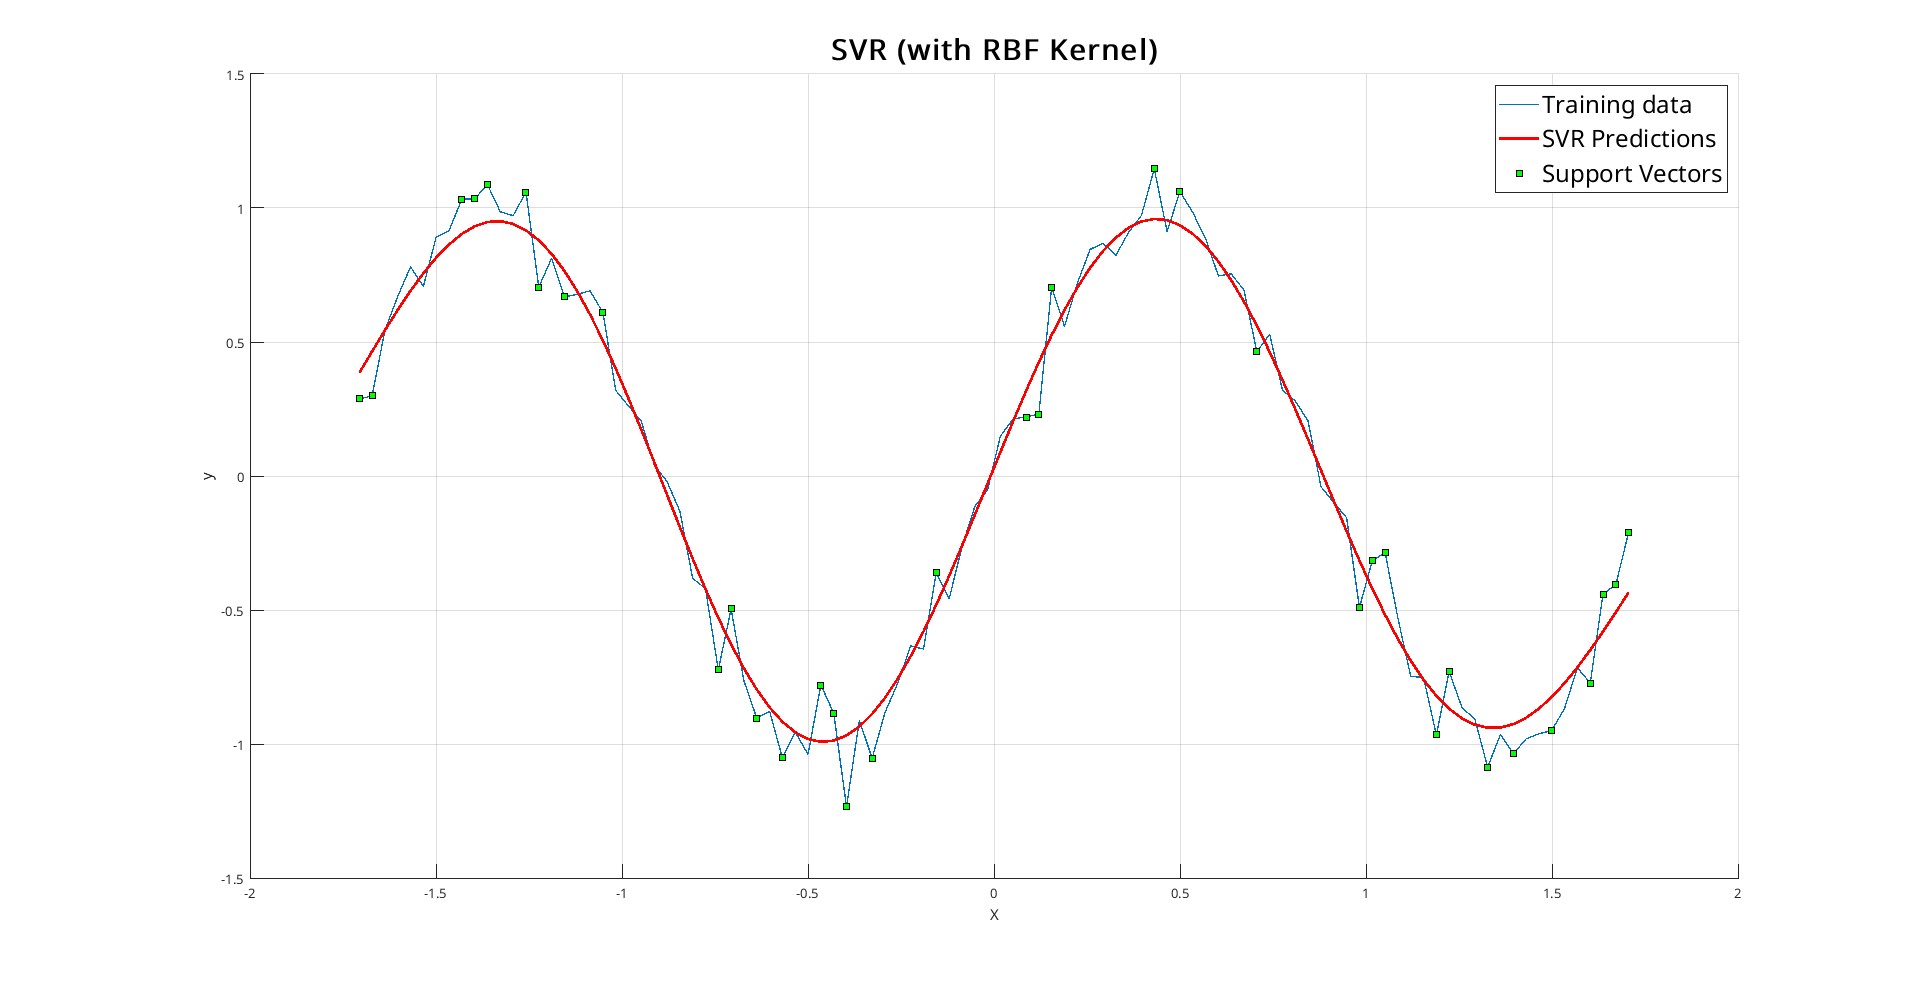 SVR (with RBF Kernel)
1.5
1
0.5
0
-0.5
-1
-1.5
y
Training data
SVR Predictions
Support Vectors
-2 -1.5 -1 -0.5 0 0.5 1 1.5 2
X